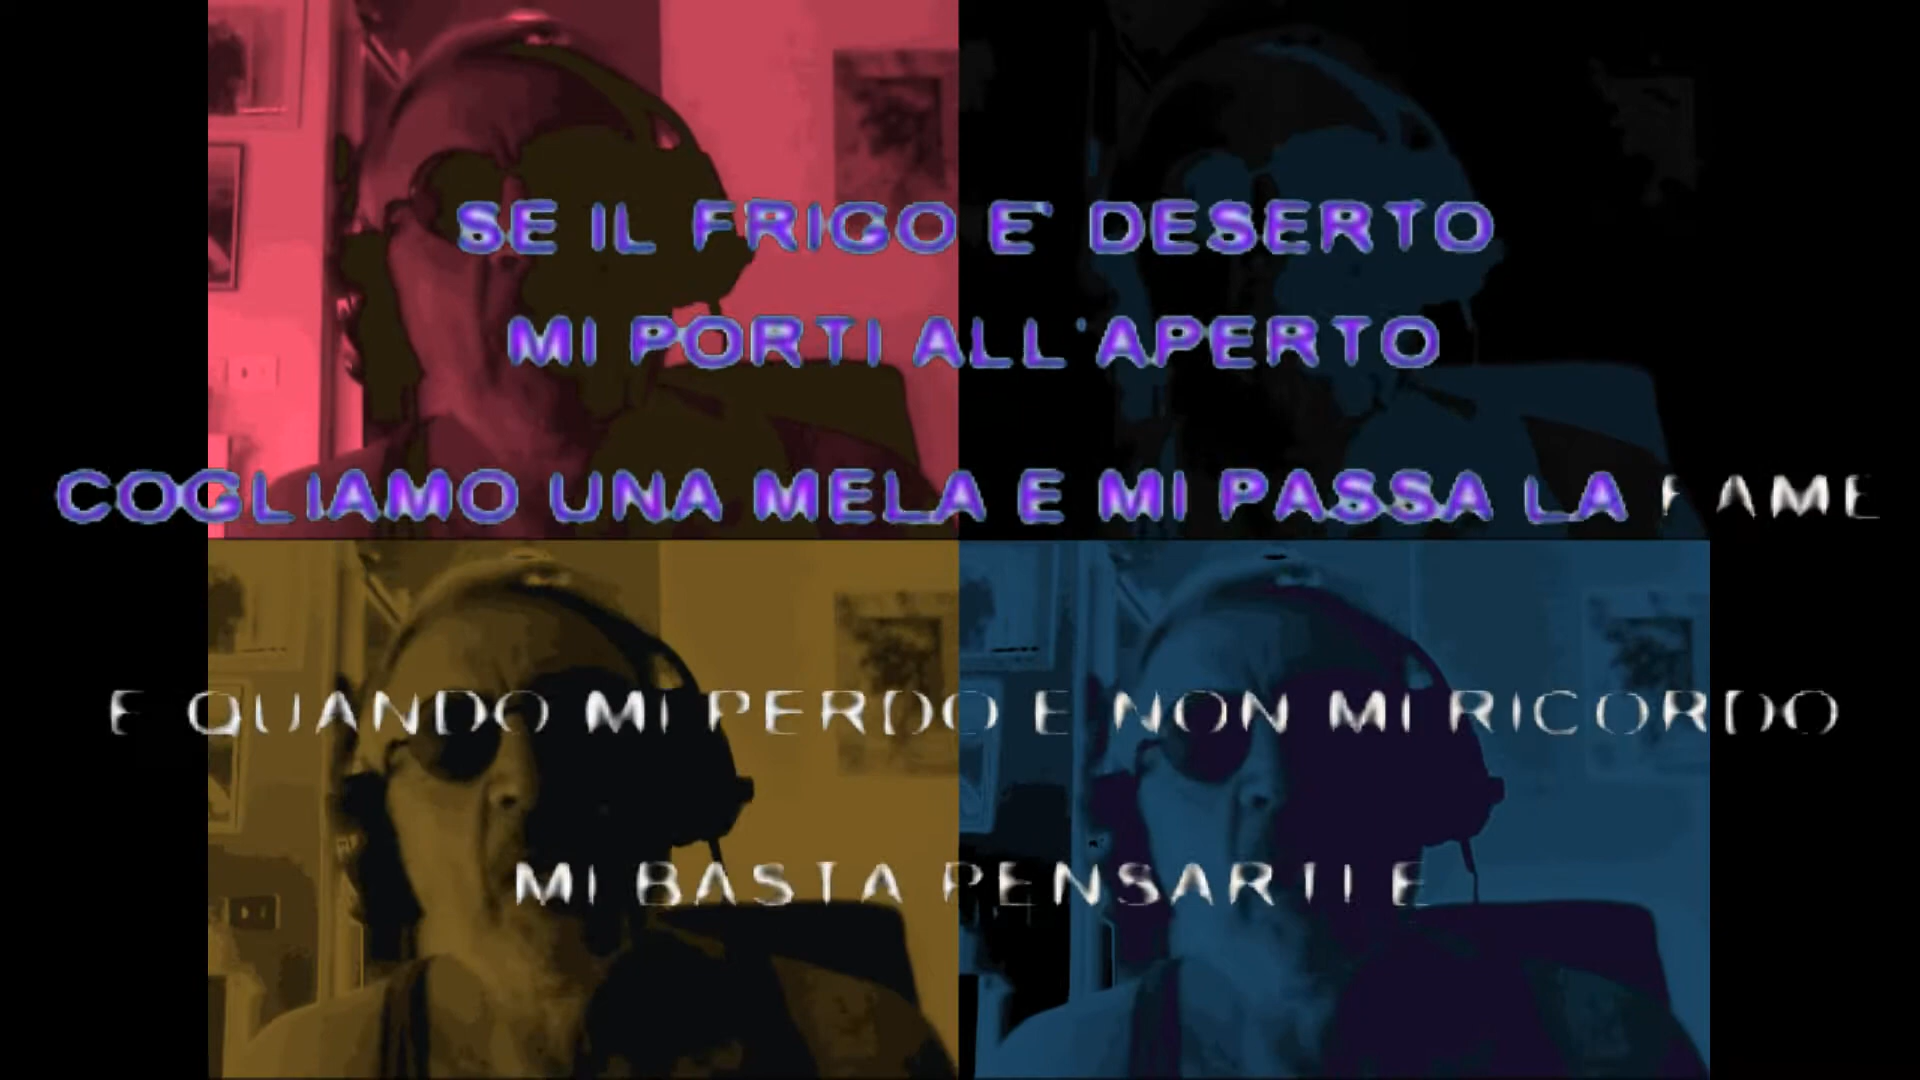 SE IL FRIGO E' DESERTO
MI PORTI ALL'APERTO
COGLIAMO UNA MELA E MI PASSA LA FAME
E QUANDO MI PERDO E NON MI RICORDO
MI BASTA PENSARTI E